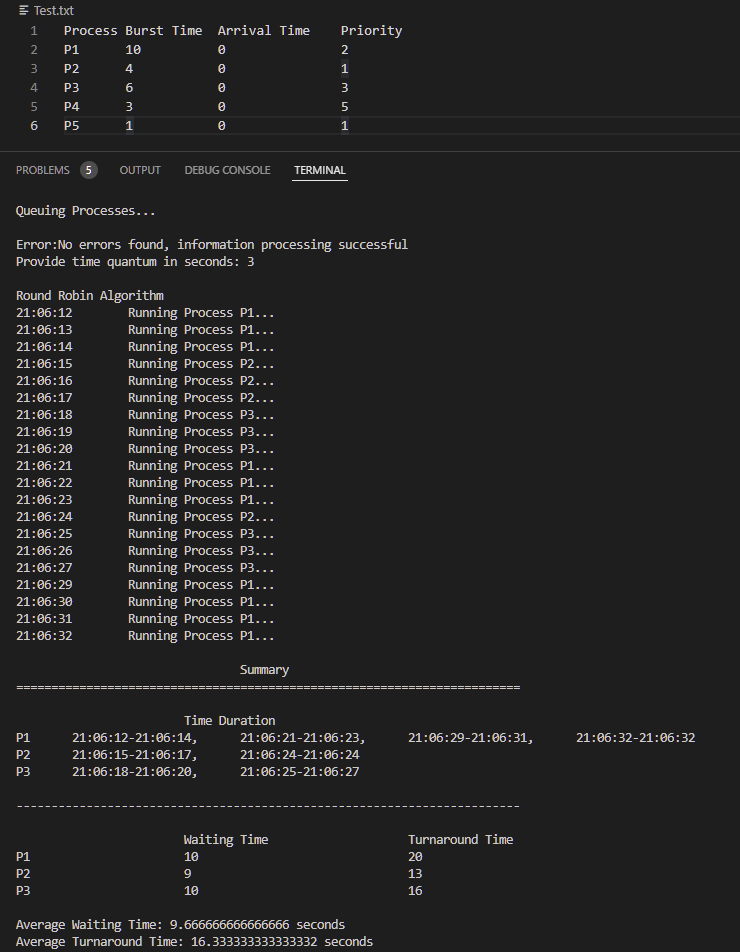 Test.txt
1 Process Burst Time Arrival Time Priority
2 P1 10 0 2
3 P2 4 0 1
4 P3 6 0 3
5 P4 3 0 5
6 P5 1 0 1
PROBLEMS 5 OUTPUT DEBUG CONSOLE TERMINAL
Queuing Processes...
Error:No errors found, information processing successful
Provide time quantum in seconds: 3
Round Robin Algorithm
21:06:12 Running Process P1...
21:06:13 Running Process P1...
21:06:14 Running Process P1...
21:06:15 Running Process P2...
21:06:16 Running Process P2...
21:06:17 Running Process P2...
21:06:18 Running Process P3...
21:06:19 Running Process P3...
21:06:20 Running Process P3...
21:06:21 Running Process P1...
21:06:22 Running Process P1...
21:06:23 Running Process P1...
21:06:24 Running Process P2...
21:06:25 Running Process P3...
21:06:26 Running Process P3...
21:06:27 Running Process P3...
21:06:29 Running Process P1...
21:06:30 Running Process P1...
21:06:31 Running Process P1...
21:06:32 Running Process P1...
Summary
========================================================================
Time Duration
P1 21:06:12-21:06:14, 21:06:21-21:06:23, 21:06:29-21:06:31, 21:06:32-21:06:32
P2 21:06:15-21:06:17, 21:06:24-21:06:24
P3 21:06:18-21:06:20, 21:06:25-21:06:27
------------------------------------------------------------------------
Waiting Time Turnaround Time
P1 10 20
P2 9 13
P3 10 16
Average Waiting Time: 9.666666666666666 seconds
Average Turnaround Time: 16.333333333333332 seconds